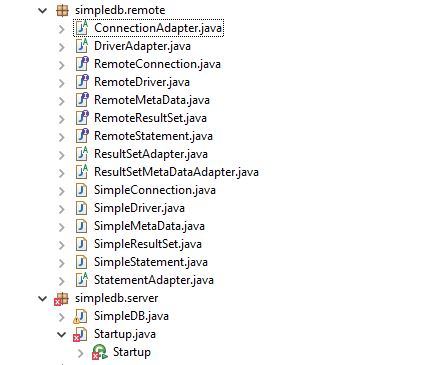 simpledb.remote
ConnectionAdapter.java
DriverAdapter.java
RemoteConnection.java
RemoteDriver.java
RemoteMetaData.java
RemoteResultSet.java
RemoteStatement.java
ResultSetAdapter.java
ResultSetMetaDataAdapter.java
SimpleConnection.java
SimpleDriver.java
SimpleMetaData.java
SimpleResultSet.java
SimpleStatement.java
StatementAdapter.java
simpledb.server
SimpleDB.java
Startup.java
Startup